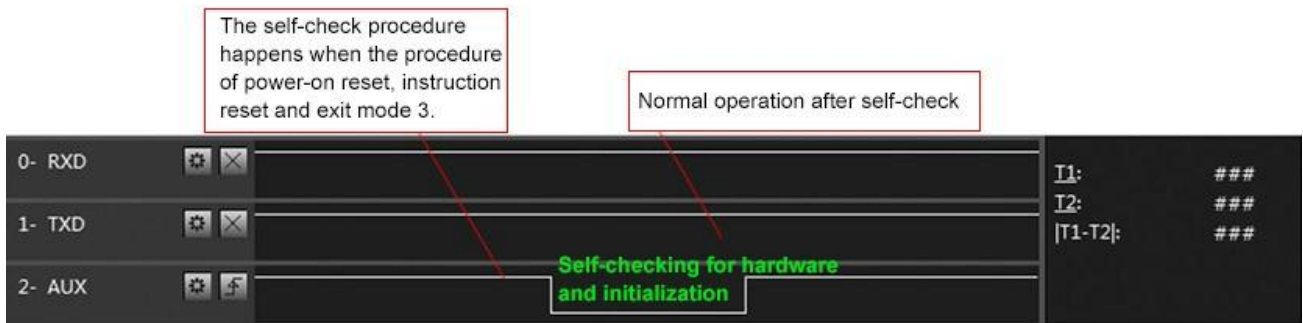 The self-check procedure
happens when the procedure
of power-on reset, instruction
reset and exit mode 3.
Normal operation after self-check
0- RXD
T1: ###
T2: ###
1- TXD
|T1-T2|: ###
Self-checking for hardware
and initialization
2- AUX